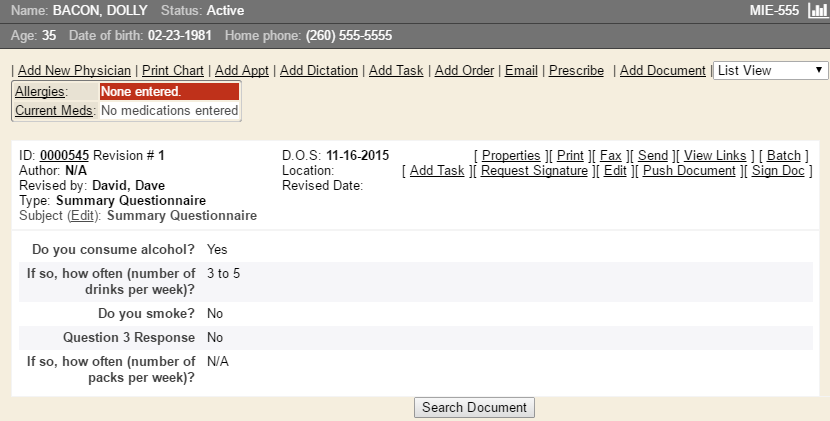 Name: BACON, DOLLY Status: Active MIE-555
Age: 35 Date of birth: 02-23-1981 Home phone: (260) 555-5555
| Add New Physician | Print Chart | Add Appt | Add Dictation | Add Task | Add Order | Email | Prescribe | Add Document | List View
Allergies: None entered.
Current Meds: No medications entered
ID: 0000545 Revision # 1 D.O.S: 11-16-2015 [ Properties ][ Print ][ Fax ][ Send ][ View Links ] [ Batch ]
Author: N/A Location: [ Add Task ][ Request Signature ][ Edit ][ Push Document ][ Sign Doc ]
Revised by: David, Dave Revised Date:
Type: Summary Questionnaire
Subject (Edit): Summary Questionnaire
Do you consume alcohol? Yes
If so, how often (number of 3 to 5
drinks per week)?
Do you smoke? No
Question 3 Response No
If so, how often (number of N/A
packs per week)?
Search Document